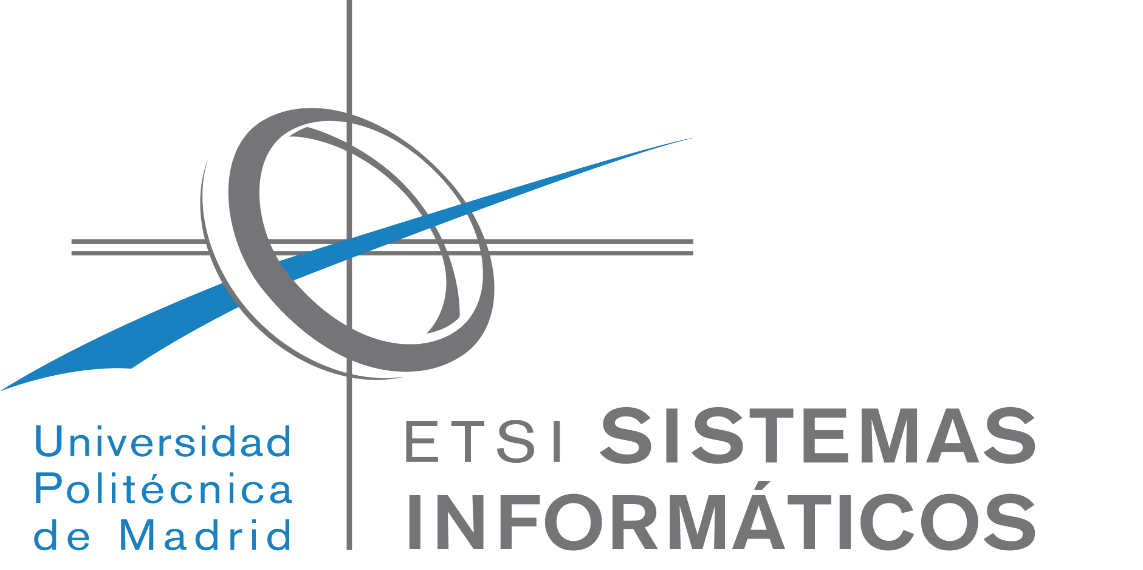 Universidad
Politécnica
de Madrid
ETSI SISTEMAS
INFORMÁTICOS